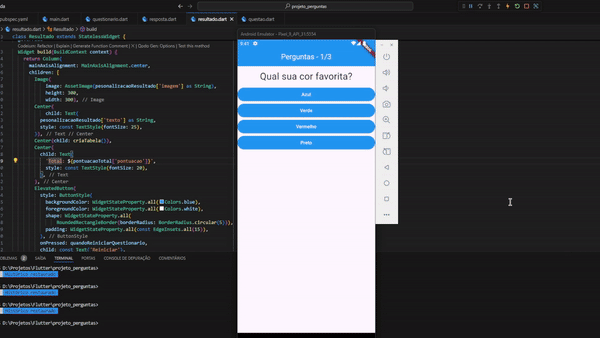 projeto_perguntas
pubspec.yaml main.dart questionario.dart resposta.dart resultado.dart questao.dart
resultado.dart > Resultado > build
class Resultado extends StatelessWidget {
Codeium: Refactor | Explain | Generate Function Comment | X | Qodo Gen: Options | Test this method
Widget build(BuildContext context) {
return Column(
mainAxisAlignment: MainAxisAlignment.center,
children: [
Image(
image: AssetImage(pesonalizacaoResultado['imagem'] as String),
height: 300,
width: 300), // Image
Center(
child: Text(
pesonalizacaoResultado['texto'] as String,
style: const TextStyle(fontSize: 25),
)), // Text // Center
Center(child: criaTabela()),
Center(
child: Text(
'Total: ${pontuacaoTotal['pontuacao']}',
style: const TextStyle(fontSize: 20),
), // Text
), // Center
ElevatedButton(
style: ButtonStyle(
backgroundColor: WidgetStateProperty.all(Colors.blue),
foregroundColor: WidgetStateProperty.all(Colors.white),
shape: WidgetStateProperty.all(
RoundedRectangleBorder(borderRadius: BorderRadius.circular(5))),
padding: WidgetStateProperty.all(const EdgeInsets.all(15)),
), // ButtonStyle
onPressed: quandoReiniciarQuestionario,
child: const Text('Reiniciar'),
OBLEMAS SAÍDA TERMINAL PORTAS CONSOLE DE DEPURAÇÃO COMENTÁRIOS
D:\Projetos\Flutter\projeto_perguntas>
Histórico restaurado
D:\Projetos\Flutter\projeto_perguntas>
Histórico restaurado
D:\Projetos\Flutter\projeto_perguntas>
Histórico restaurado
D:\Projetos\Flutter\projeto_perguntas>
9:41
Perguntas - 1/3
Qual sua cor favorita?
Azul
Verde
Vermelho
Preto